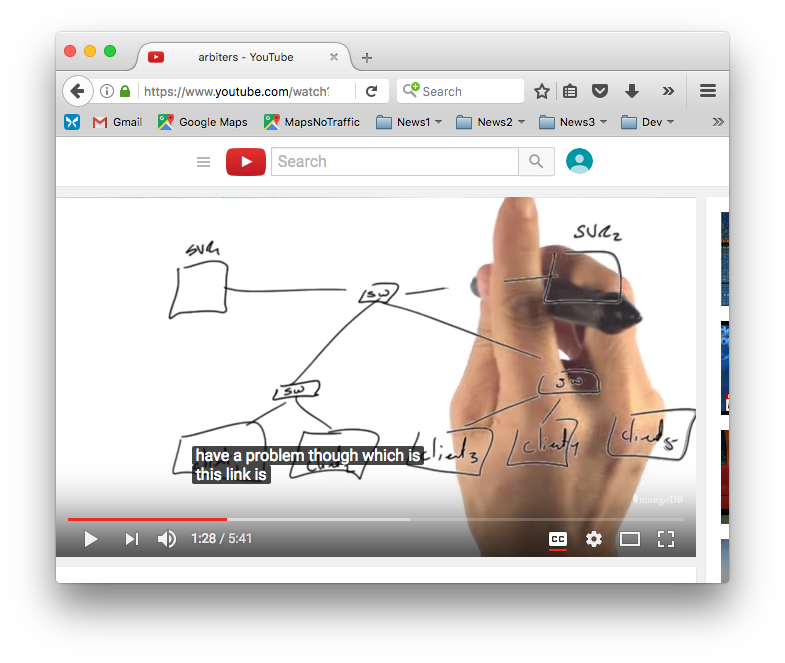 arbiters - YouTube
https://www.youtube.com/watch?
Search
Gmail
Google Maps
MapsNoTraffic
News1
News2
News3
Dev
Search
SVR1
SVR2
SW
SW
SW
client3
client4
client5
have a problem though which is
this link is
mongoDB
1:28 / 5:41
CC